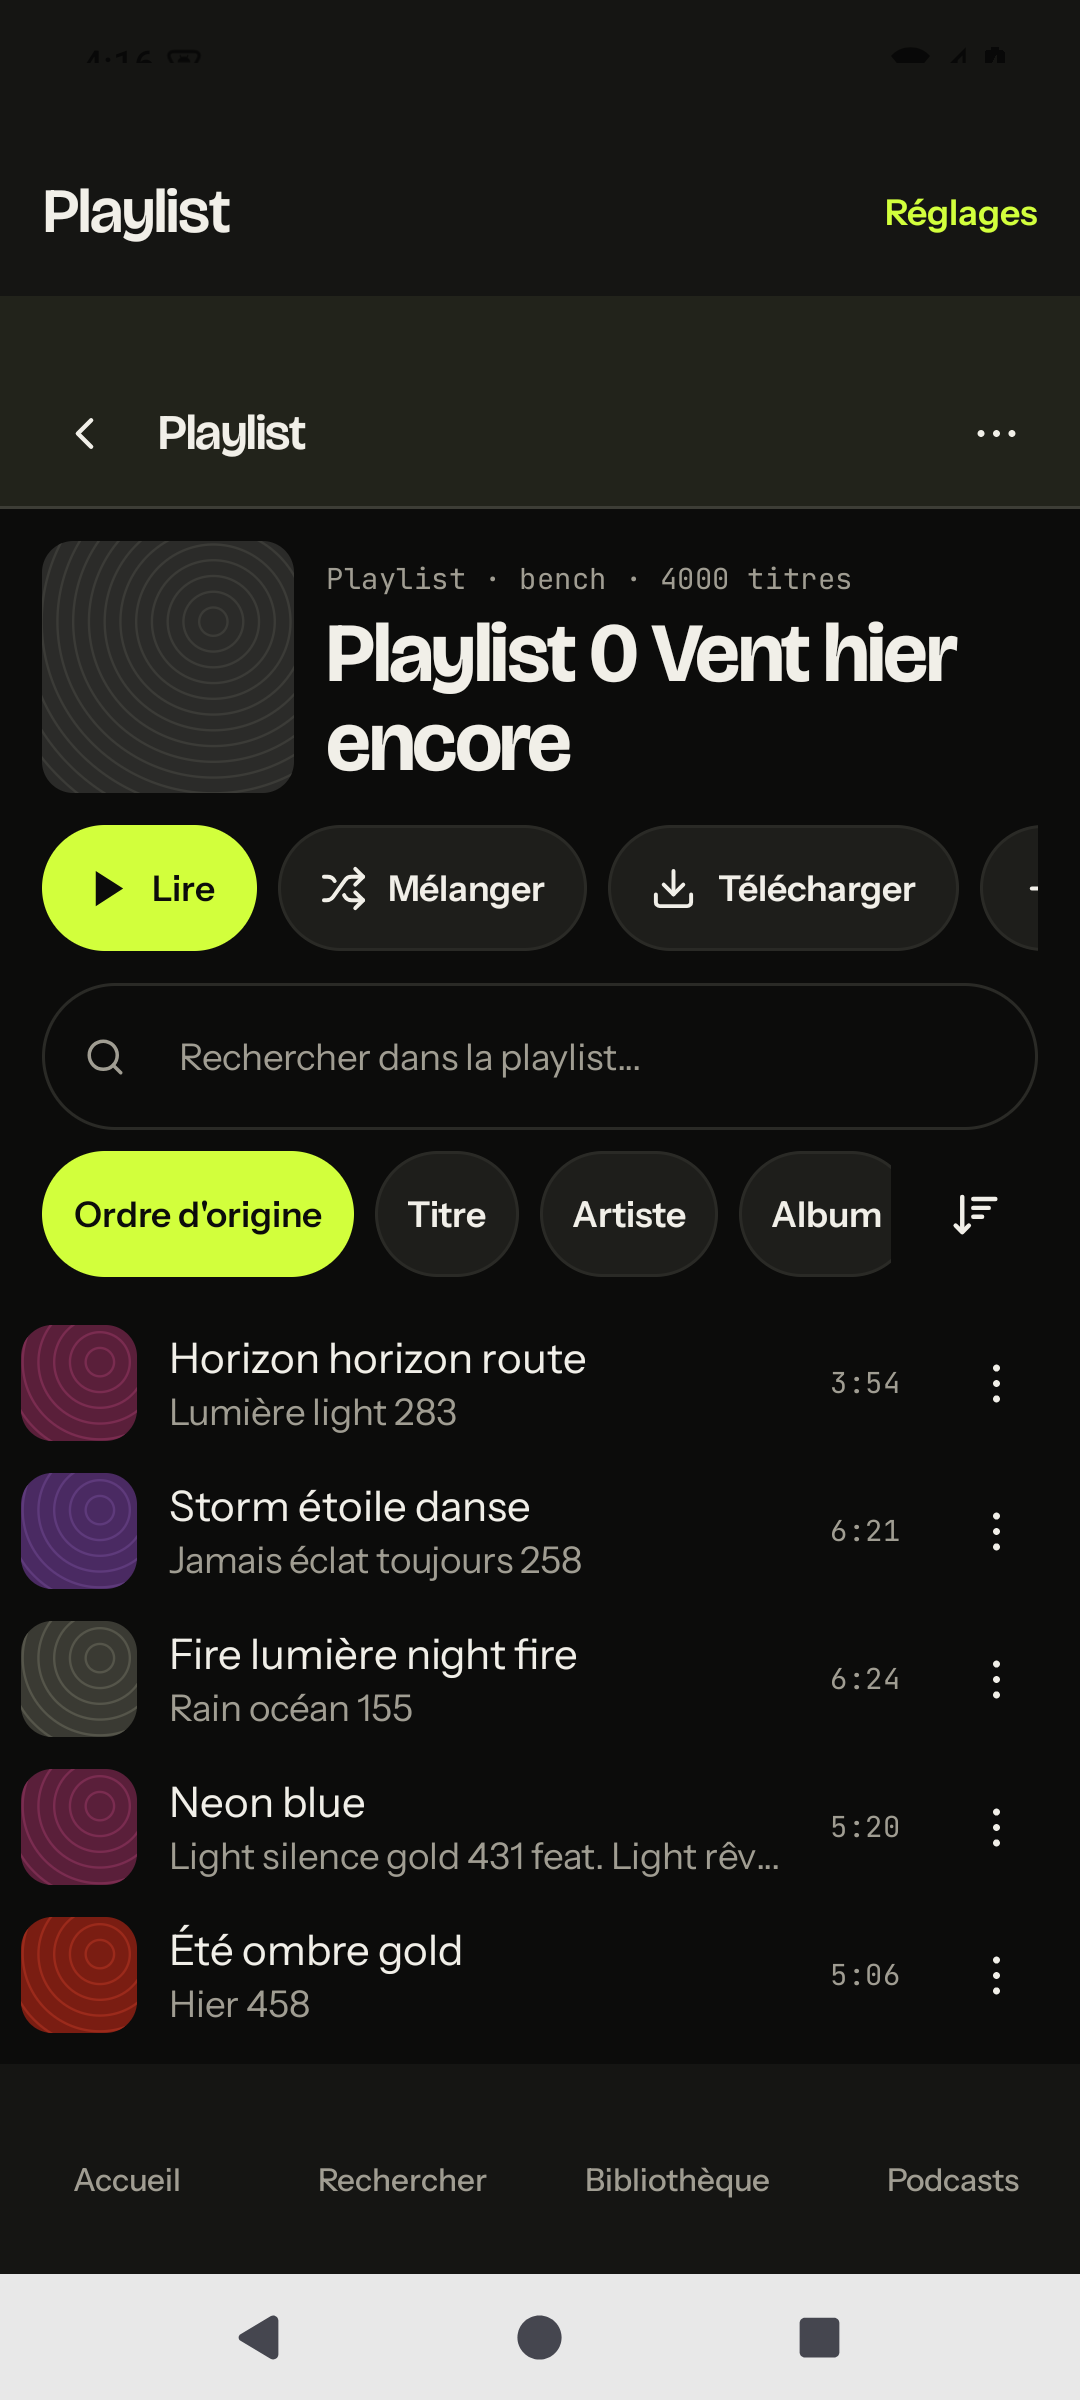 4:16
Playlist
Réglages
Playlist
Playlist · bench · 4000 titres
Playlist 0 Vent hier
encore
Lire
Mélanger
Télécharger
Rechercher dans la playlist...
Ordre d'origine
Titre
Artiste
Album
Horizon horizon route
Lumière light 283
3:54
Storm étoile danse
Jamais éclat toujours 258
6:21
Fire lumière night fire
Rain océan 155
6:24
Neon blue
Light silence gold 431 feat. Light rêv...
5:20
Été ombre gold
Hier 458
5:06
Accueil
Rechercher
Bibliothèque
Podcasts